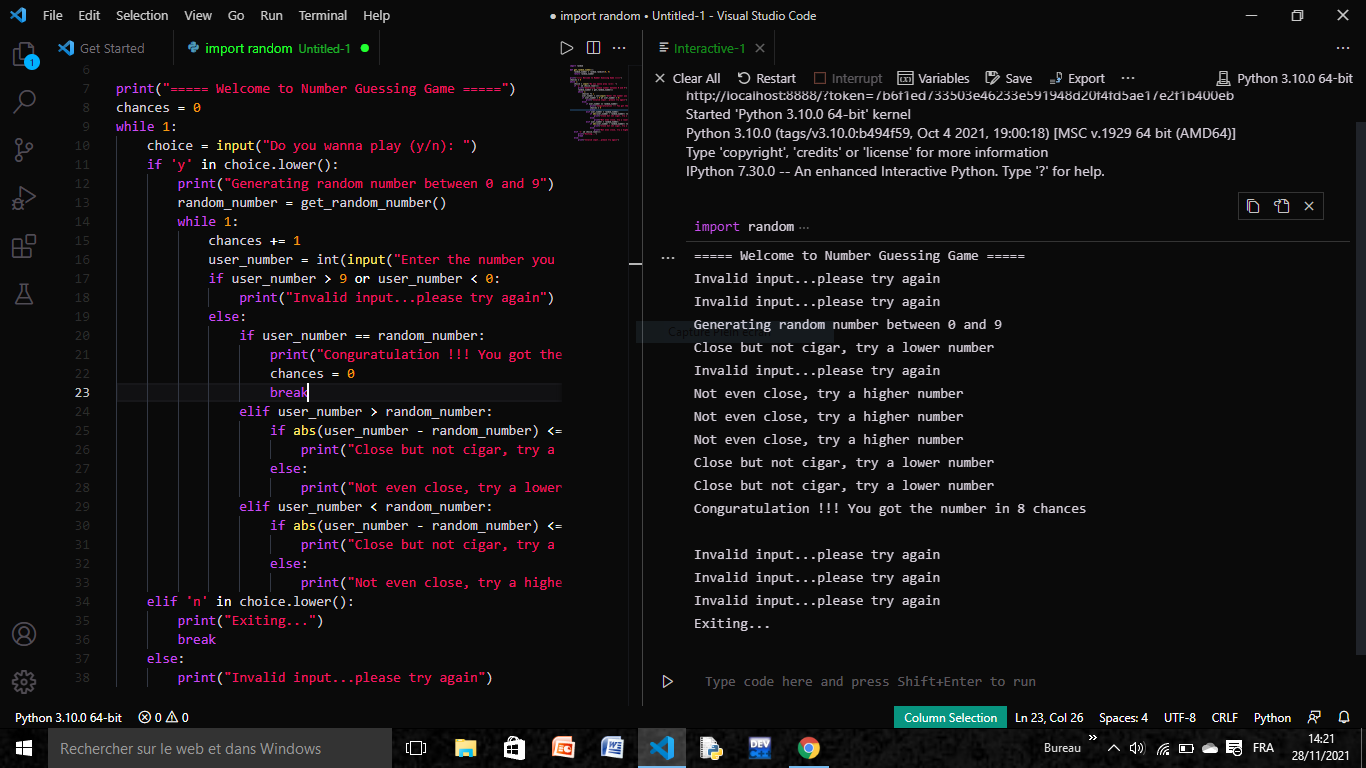 File Edit Selection View Go Run Terminal Help
● import random • Untitled-1 - Visual Studio Code
Get Started
import random Untitled-1 ●
1
6
7 print("===== Welcome to Number Guessing Game =====")
8 chances = 0
9 while 1:
10 choice = input("Do you wanna play (y/n): ")
11 if 'y' in choice.lower():
12 print("Generating random number between 0 and 9")
13 random_number = get_random_number()
14 while 1:
15 chances += 1
16 user_number = int(input("Enter the number you
17 if user_number > 9 or user_number < 0:
18 print("Invalid input...please try again")
19 else:
20 if user_number == random_number:
21 print("Conguratulation !!! You got the
22 chances = 0
23 break
24 elif user_number > random_number:
25 if abs(user_number - random_number) <=
26 print("Close but not cigar, try a
27 else:
28 print("Not even close, try a lower
29 elif user_number < random_number:
30 if abs(user_number - random_number) <=
31 print("Close but not cigar, try a
32 else:
33 print("Not even close, try a highe
34 elif 'n' in choice.lower():
35 print("Exiting...")
36 break
37 else:
38 print("Invalid input...please try again")
Interactive-1
Clear All Restart Interrupt Variables Save Export ··· Python 3.10.0 64-bit
http://localhost:8888/?token=7b6f1ed733503e46233e591948d20f4fd5ae17e2f1b400eb
Started 'Python 3.10.0 64-bit' kernel
Python 3.10.0 (tags/v3.10.0:b494f59, Oct 4 2021, 19:00:18) [MSC v.1929 64 bit (AMD64)]
Type 'copyright', 'credits' or 'license' for more information
IPython 7.30.0 -- An enhanced Interactive Python. Type '?' for help.
import random ···
===== Welcome to Number Guessing Game =====
Invalid input...please try again
Invalid input...please try again
Generating random number between 0 and 9
Close but not cigar, try a lower number
Invalid input...please try again
Not even close, try a higher number
Not even close, try a higher number
Not even close, try a higher number
Close but not cigar, try a lower number
Close but not cigar, try a lower number
Conguratulation !!! You got the number in 8 chances
Invalid input...please try again
Invalid input...please try again
Invalid input...please try again
Exiting...
Type code here and press Shift+Enter to run
Python 3.10.0 64-bit 0 0
Column Selection Ln 23, Col 26 Spaces: 4 UTF-8 CRLF Python
Rechercher sur le web et dans Windows
DEV
Bureau » FRA
14:21
28/11/2021